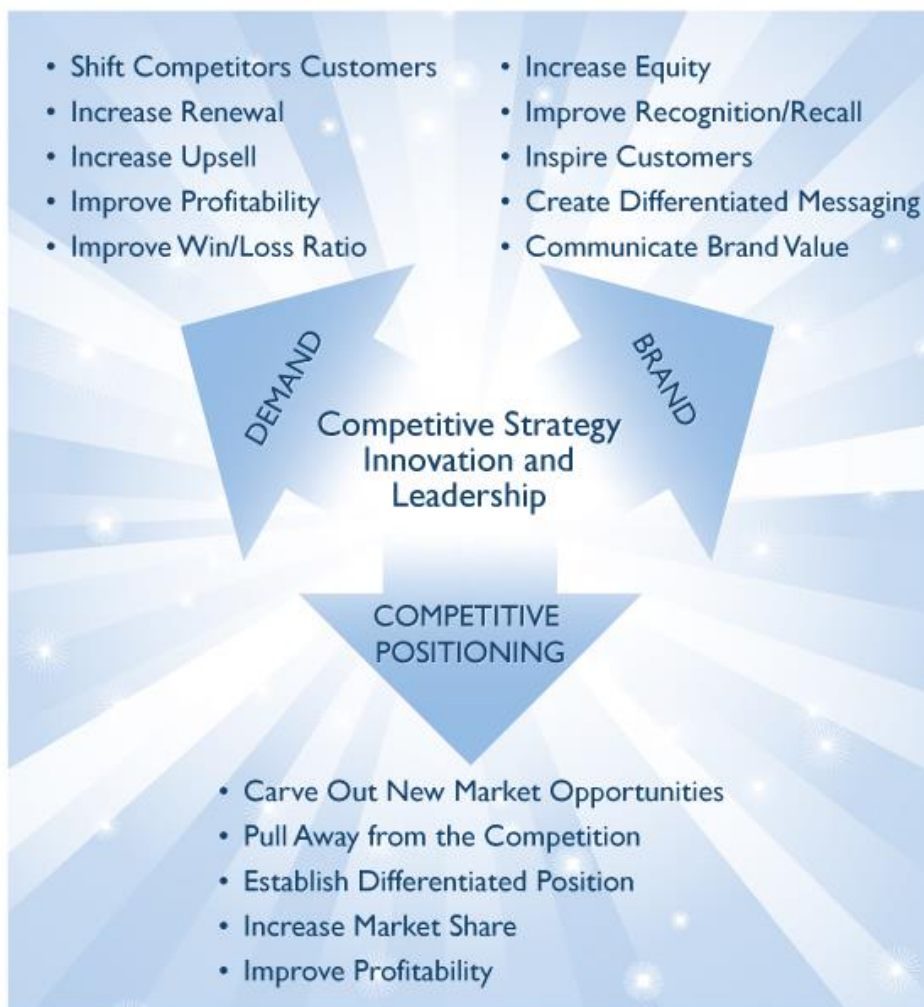 • Shift Competitors Customers
• Increase Renewal
• Increase Upsell
• Improve Profitability
• Improve Win/Loss Ratio
• Increase Equity
• Improve Recognition/Recall
• Inspire Customers
• Create Differentiated Messaging
• Communicate Brand Value
DEMAND
BRAND
Competitive Strategy
Innovation and
Leadership
COMPETITIVE
POSITIONING
• Carve Out New Market Opportunities
• Pull Away from the Competition
• Establish Differentiated Position
• Increase Market Share
• Improve Profitability